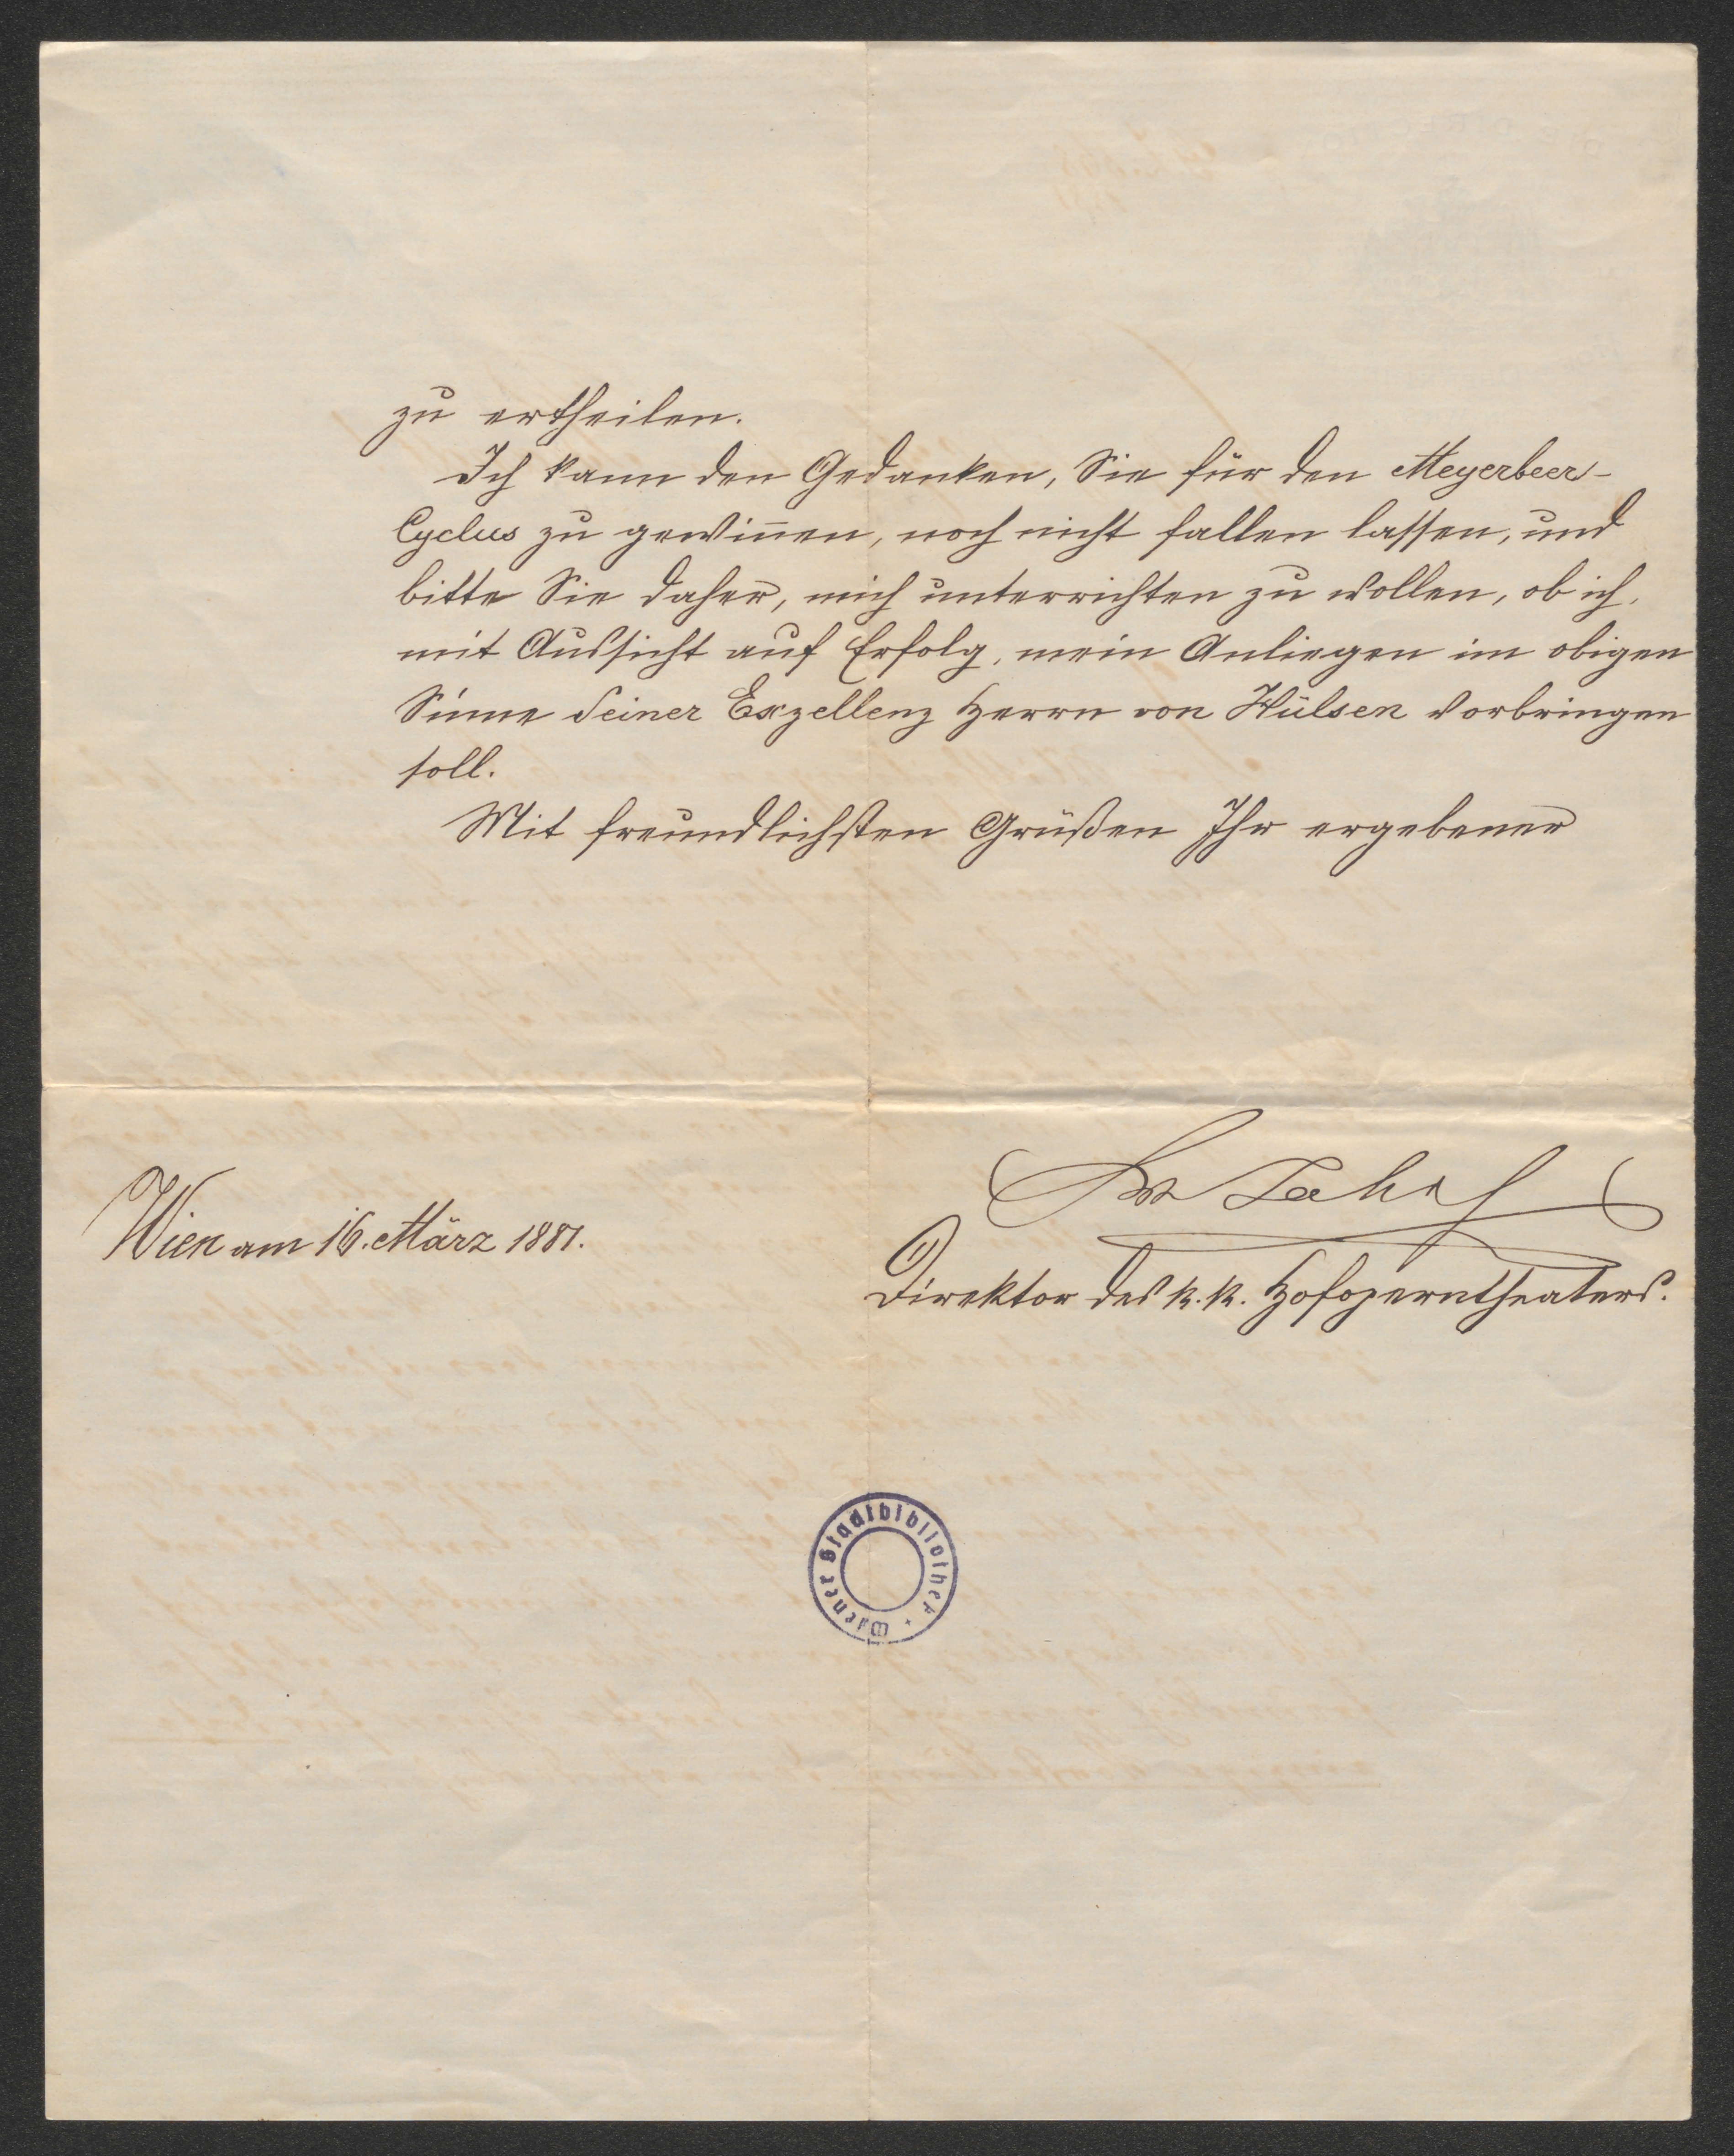 zu ertheilen.
Ich kann den Gedanken, Sie für den Meyerbeer-
Cyclus zu gewin̄en, noch nicht fallen lassen, und
bitte Sie daher, mich unterrichten zu wollen, ob ich,
mit Aussicht auf Erfolg, mein Anliegen im obigen
Sinne Seiner Exzellenz Herrn von Hülsen vorbringen
soll.
Mit freundlichsten Grüßen Ihr ergebener
Wien am 16. März 1881.
Jahn
Direktor des k. k. Hofoperntheaters.
Wiener Stadtbibliothek